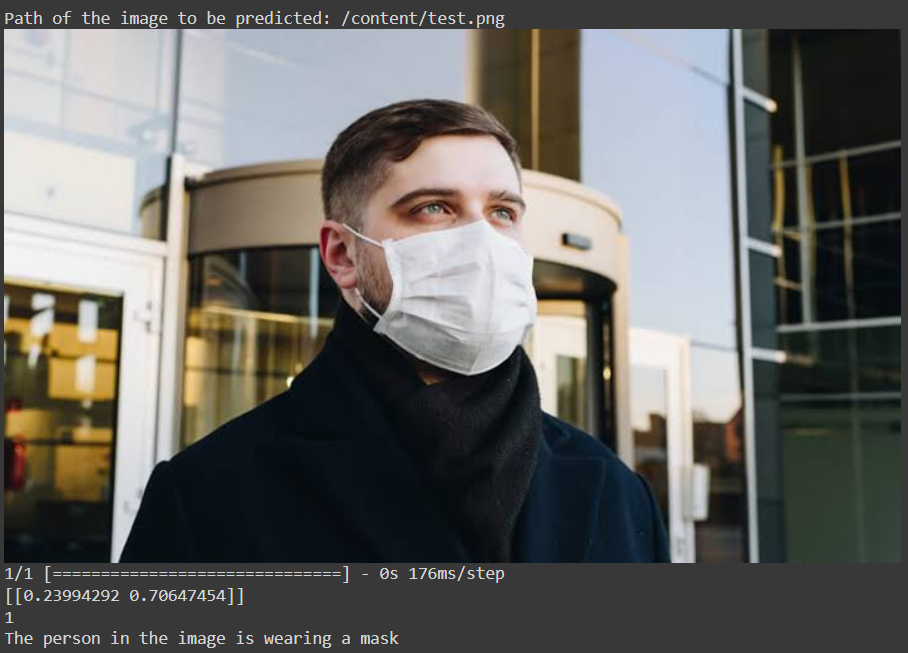 Path of the image to be predicted: /content/test.png
1/1 [==============================] - 0s 176ms/step
[[0.23994292 0.70647454]]
1
The person in the image is wearing a mask